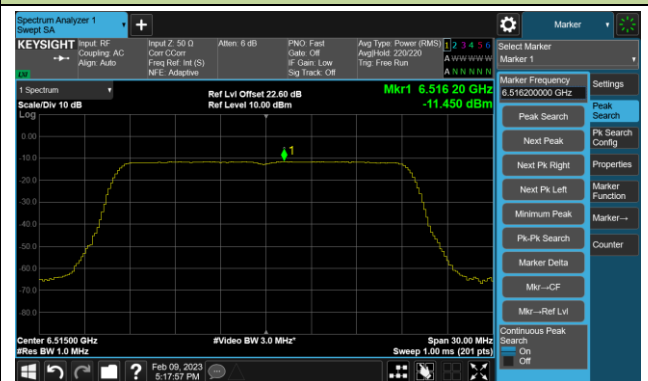 Spectrum Analyzer 1
Swept SA
+
Marker
KEYSIGHT
Input: RF
Coupling: AC
Align: Auto
Input Z: 50 Ω
Corr CCorr
Freq Ref: Int (S)
NFE: Adaptive
Atten: 6 dB
PNO: Fast
Gate: Off
IF Gain: Low
Sig Track: Off
Avg Type: Power (RMS)
Avg|Hold: 220/220
Trig: Free Run
1 2 3 4 5 6
A W W W W W
A N N N N N
Select Marker
Marker 1
1 Spectrum
Scale/Div 10 dB
Log
Ref Lvl Offset 22.60 dB
Ref Level 10.00 dBm
Mkr1 6.516 20 GHz
-11.450 dBm
0.00
-10.0
-20.0
-30.0
-40.0
-50.0
-60.0
-70.0
-80.0
1
Center 6.51500 GHz
#Res BW 1.0 MHz
#Video BW 3.0 MHz*
Span 30.00 MHz
Sweep 1.00 ms (201 pts)
Marker Frequency
6.516200000 GHz
Peak Search
Next Peak
Next Pk Right
Next Pk Left
Minimum Peak
Pk-Pk Search
Marker Delta
Mkr→CF
Mkr→Ref Lvl
Continuous Peak
Search
On
Off
Settings
Peak
Search
Pk Search
Config
Properties
Marker
Function
Marker→
Counter
?
Feb 09, 2023
5:17:57 PM